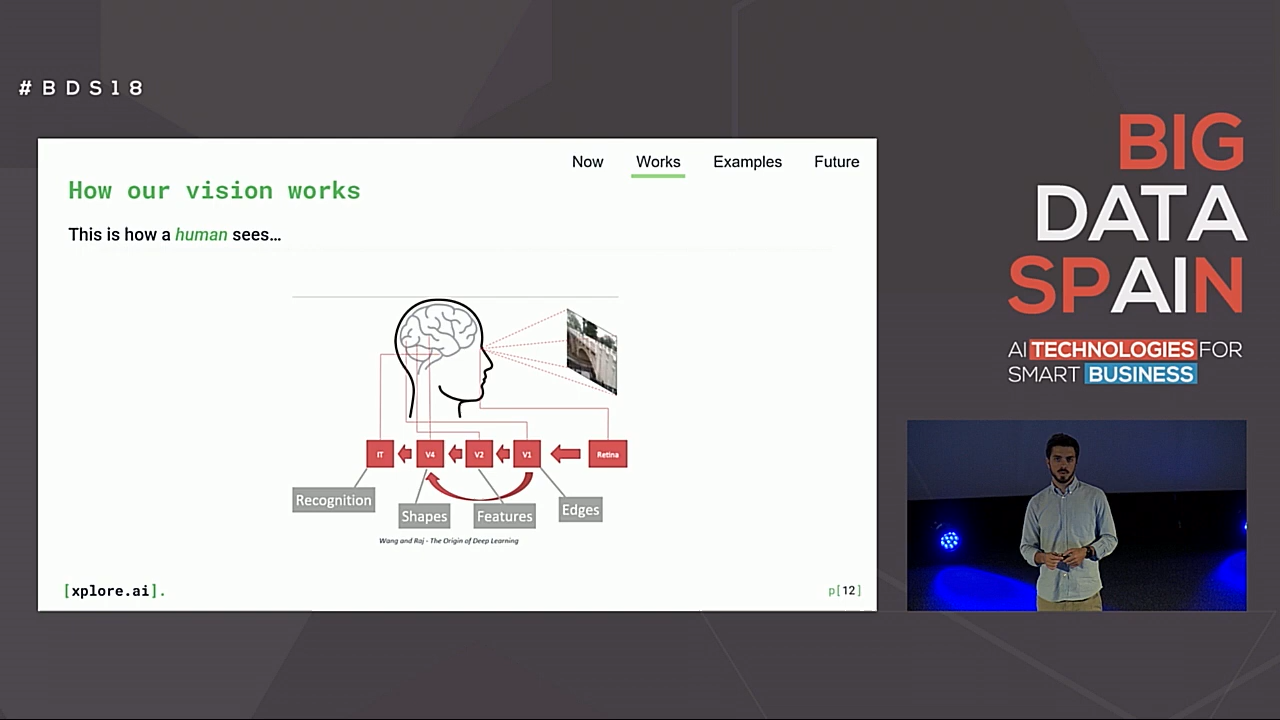 #BDS18
Now Works Examples Future
How our vision works
This is how a human sees...
IT V4 V2 V1 Retina
Recognition
Shapes
Features
Edges
Wang and Raj - The Origin of Deep Learning
[xplore.ai].
p[12]
BIG
DATA
SPAIN
AI TECHNOLOGIES FOR
SMART BUSINESS